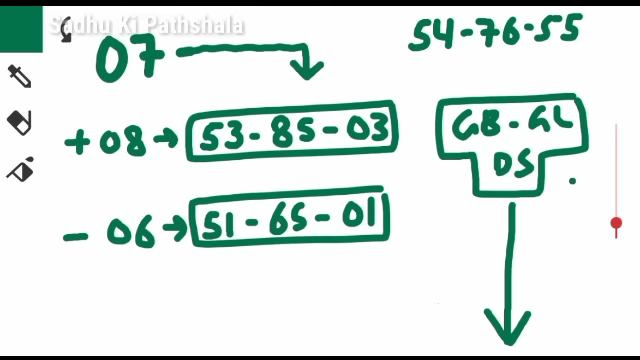 Sadhu Ki Pathshala
07
54-76-55
+08→ 53-85-03
GB-GL
DS
- 06→ 51-65-01